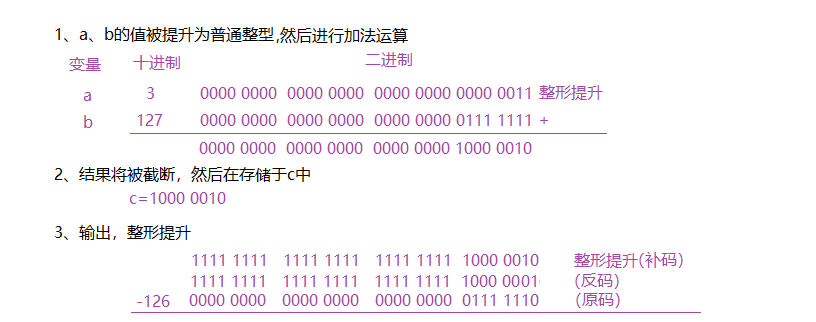 1、a、b的值被提升为普通整型,然后进行加法运算
变量 十进制 二进制
a 3 0000 0000 0000 0000 0000 0000 0000 0011 整形提升
b 127 0000 0000 0000 0000 0000 0000 0111 1111 +
0000 0000 0000 0000 0000 0000 1000 0010
2、结果将被截断，然后在存储于c中
c=1000 0010
3、输出，整形提升
1111 1111 1111 1111 1111 1111 1000 0010 整形提升(补码)
1111 1111 1111 1111 1111 1111 1000 0001 (反码)
-126 0000 0000 0000 0000 0000 0000 0111 1110 (原码)